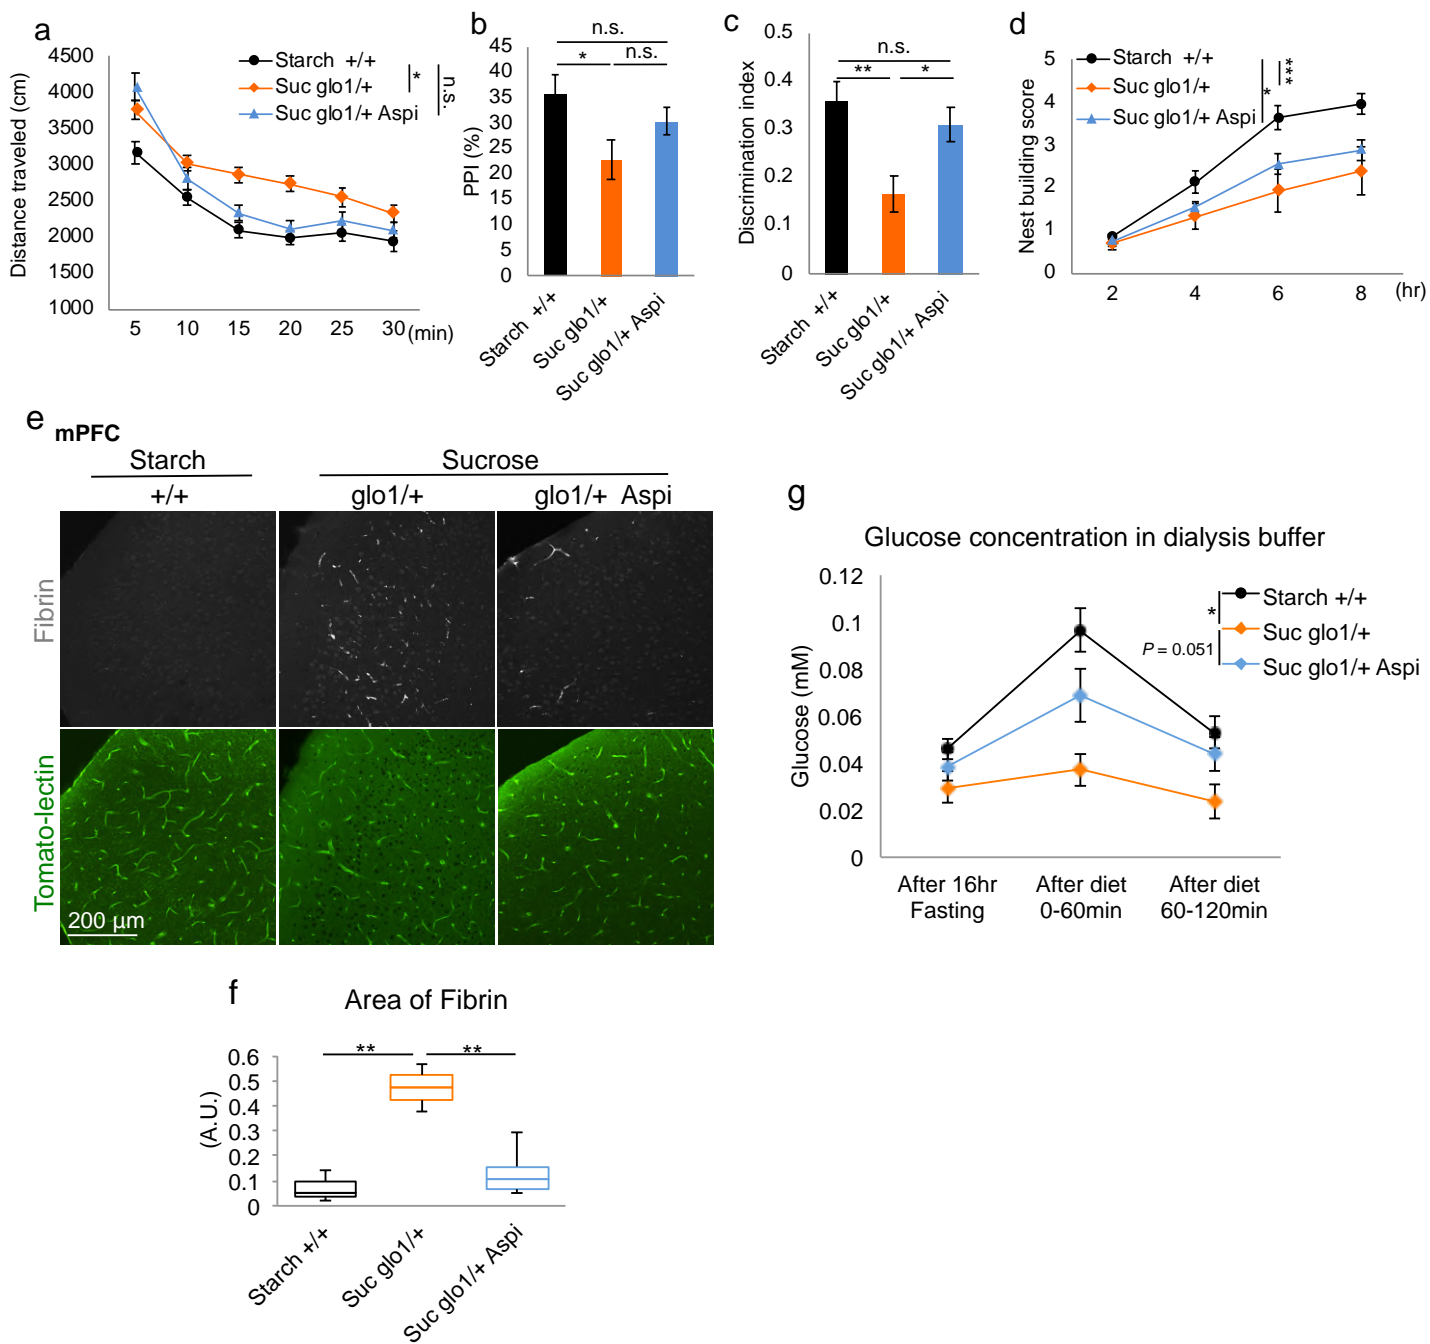 a
4500
4000
3500
3000
2500
2000
1500
1000
Distance traveled (cm)
5 10 15 20 25 30 (min)
Starch +/+
Suc glo1/+
Suc glo1/+ Aspi
*
n.s.
b
45
40
35
30
25
20
15
10
5
0
PPI (%)
n.s.
* n.s.
Starch +/+
Suc glo1/+
Suc glo1/+ Aspi
c
0.5
0.4
0.3
0.2
0.1
0
Discrimination index
n.s.
** *
Starch +/+
Suc glo1/+
Suc glo1/+ Aspi
d
5
4
3
2
1
0
Nest building score
2 4 6 8 (hr)
Starch +/+
Suc glo1/+
Suc glo1/+ Aspi
*
***
e
mPFC
Starch Sucrose
+/+ glo1/+ glo1/+ Aspi
Fibrin
Tomato-lectin
200 µm
f
Area of Fibrin
** **
0.6
0.5
0.4
0.3
0.2
0.1
0
(A.U.)
Starch +/+
Suc glo1/+
Suc glo1/+ Aspi
g
Glucose concentration in dialysis buffer
0.12
0.1
0.08
0.06
0.04
0.02
0
Glucose (mM)
Starch +/+
Suc glo1/+
Suc glo1/+ Aspi
*
P = 0.051
After 16hr After diet After diet
Fasting 0-60min 60-120min